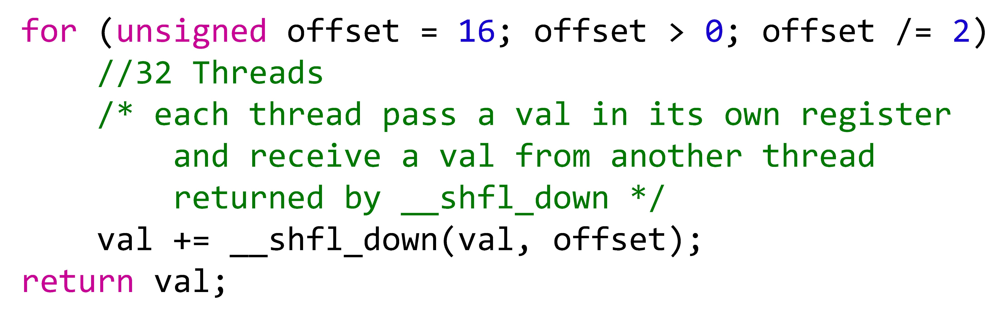 for (unsigned offset = 16; offset > 0; offset /= 2)
    //32 Threads
    /* each thread pass a val in its own register
        and receive a val from another thread
        returned by __shfl_down */
    val += __shfl_down(val, offset);
return val;